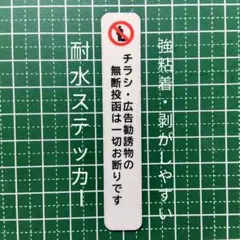 強粘着・剥がしやすい
チラシ・広告勧誘物の
無断投函は一切お断りです
耐水ステッカー